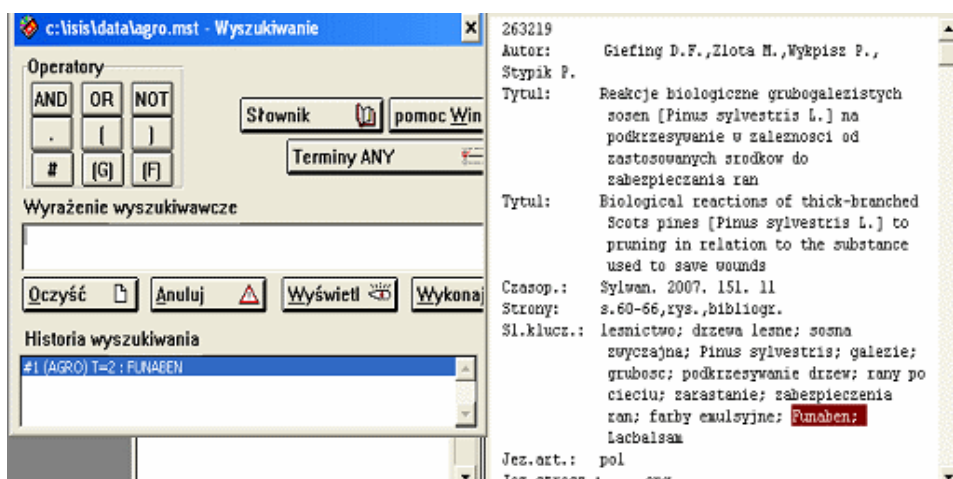 c:\isis\data\agro.mst - Wyszukiwanie
Operatory
AND OR NOT
. ( )
# (G) (F)
Słownik
pomoc Win
Terminy ANY
Wyrażenie wyszukiwawcze
Oczyść Anuluj Wyświetl Wykonaj
Historia wyszukiwania
#1 (AGRO) T=2 : FUNABEN
263219
Autor: Giefing D.F.,Zlota M.,Wykpisz P.,
Stypik P.
Tytul: Reakcje biologiczne grubogalezistych
sosen [Pinus sylvestris L.] na
podkrzesywanie w zaleznosci od
zastosowanych srodkow do
zabezpieczania ran
Tytul: Biological reactions of thick-branched
Scots pines [Pinus sylvestris L.] to
pruning in relation to the substance
used to save wounds
Czasop.: Sylwan. 2007. 151. 11
Strony: s.60-66,rys.,bibliogr.
Sl.klucz.: lesnictwo; drzewa lesne; sosna
zwyczajna; Pinus sylvestris; galezie;
grubosc; podkrzesywanie drzew; rany po
cieciu; zarastanie; zabezpieczenia
ran; farby emulsyjne; Funaben;
Lacbalsam
Jez.art.: pol